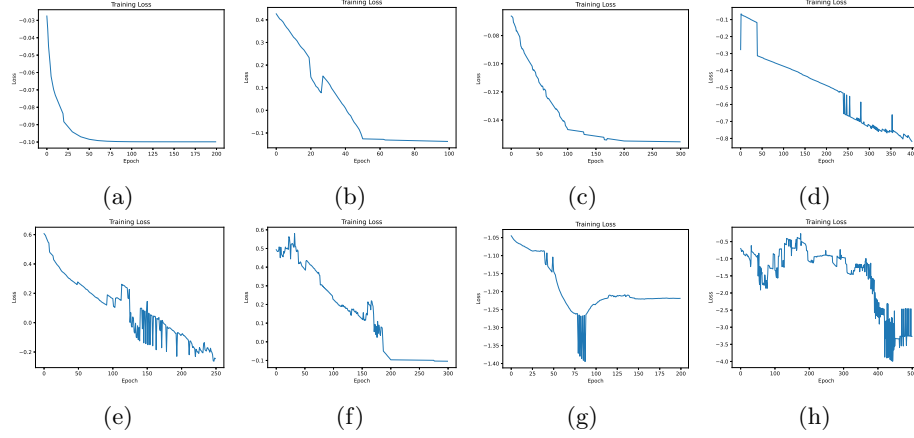 Training Loss Training Loss Training Loss Training Loss
−0.03 0.4 −0.08 −0.1
−0.04 0.3 −0.10 −0.2
−0.05 0.2 −0.12 −0.3
−0.06 0.1 −0.14 −0.4
−0.07 0.0 −0.5
−0.08 −0.1 −0.6
−0.09 −0.7
−0.10 −0.8
Loss Loss Loss Loss
0 25 50 75 100 125 150 175 200 0 20 40 60 80 100 0 50 100 150 200 250 300 0 50 100 150 200 250 300 350 400
Epoch Epoch Epoch Epoch
(a) (b) (c) (d)
Training Loss Training Loss Training Loss Training Loss
0.6 0.6 −1.05 −0.5
0.4 0.5 −1.10 −1.0
0.2 0.4 −1.15 −1.5
0.0 0.3 −1.20 −2.0
−0.2 0.2 −1.25 −2.5
0.1 −1.30 −3.0
0.0 −1.35 −3.5
−0.1 −1.40 −4.0
Loss Loss Loss Loss
0 50 100 150 200 250 0 50 100 150 200 250 300 0 25 50 75 100 125 150 175 200 0 100 200 300 400 500
Epoch Epoch Epoch Epoch
(e) (f) (g) (h)